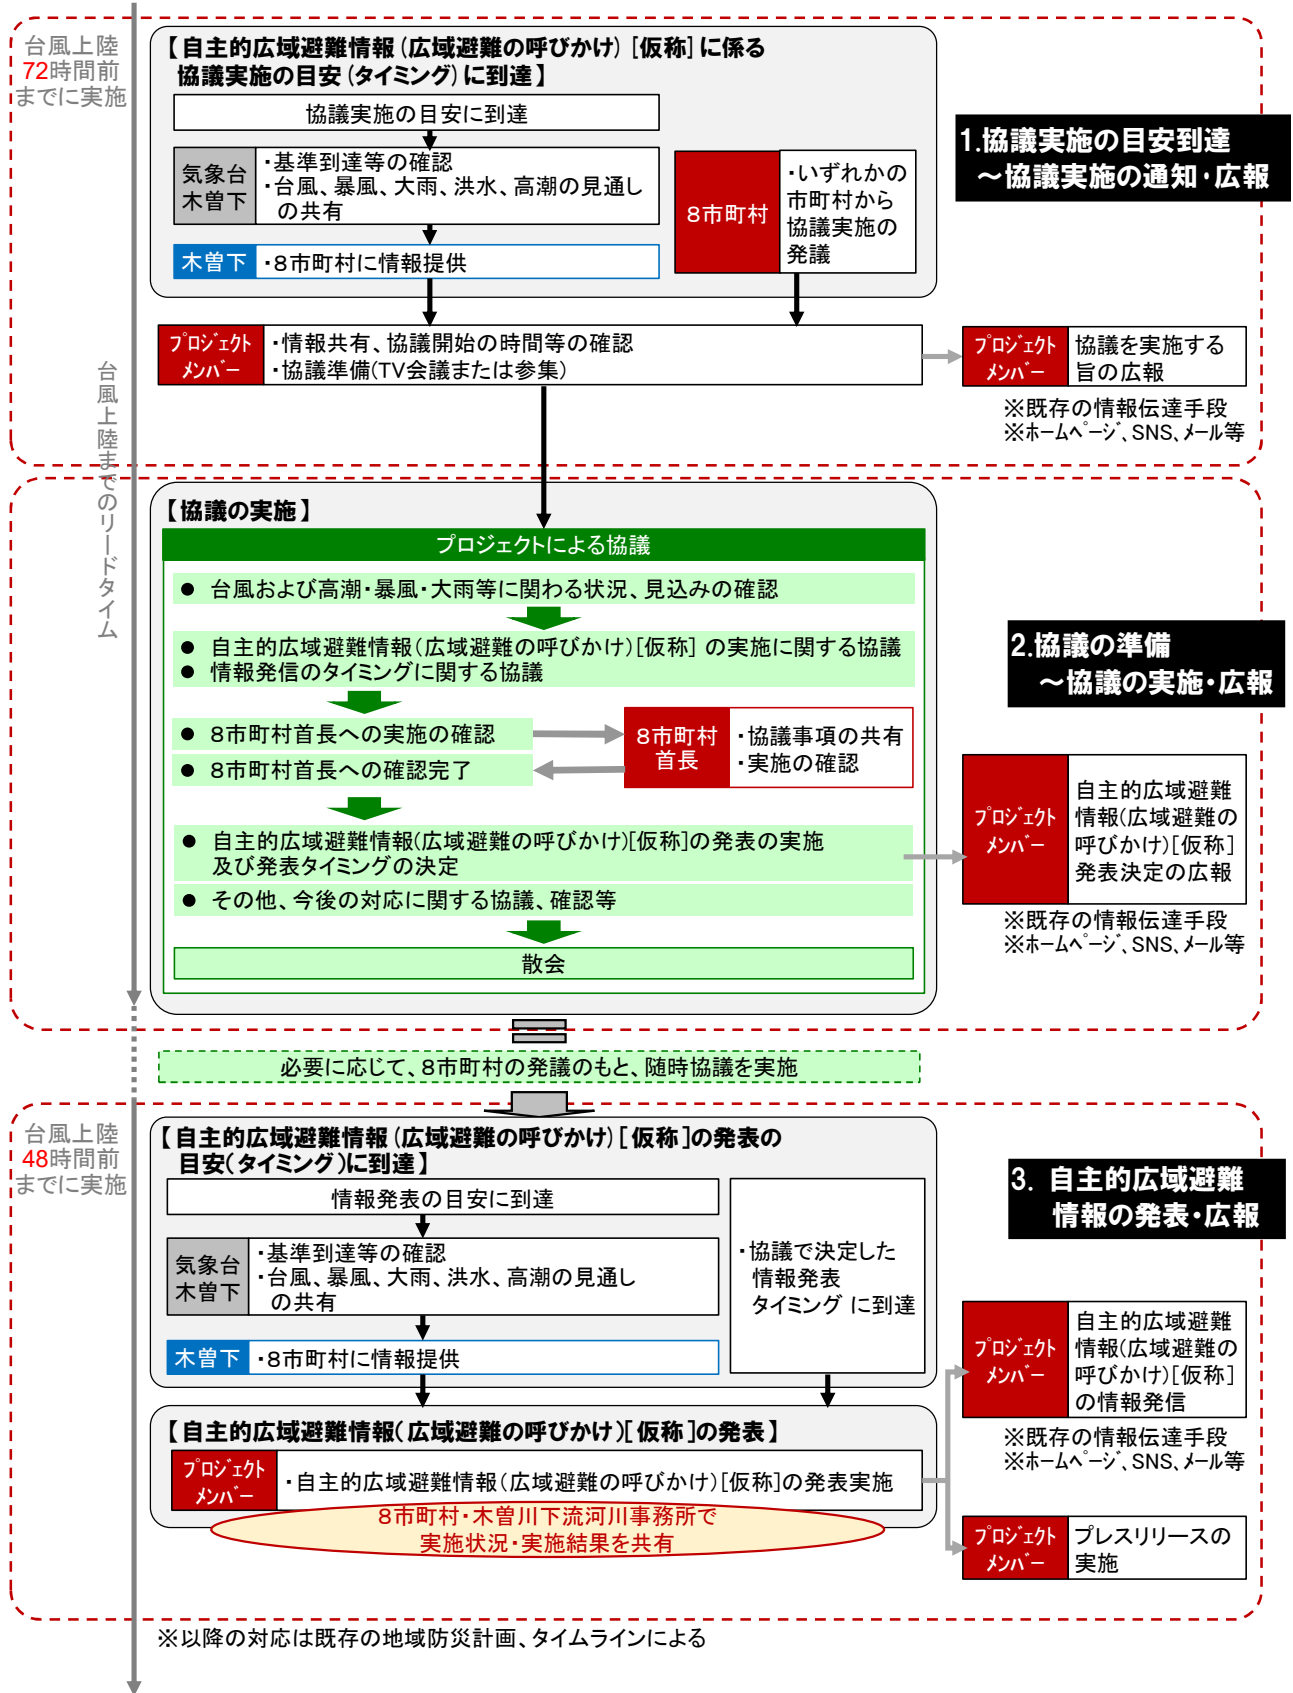 台風上陸
72時間前
までに実施
【自主的広域避難情報(広域避難の呼びかけ)[仮称]に係る
協議実施の目安(タイミング)に到達】
協議実施の目安に到達
気象台
木曽下
・基準到達等の確認
・台風、暴風、大雨、洪水、高潮の見通し
の共有
木曽下
・8市町村に情報提供
8市町村
・いずれかの
市町村から
協議実施の
発議
1.協議実施の目安到達
～協議実施の通知・広報
プロジェクト
メンバー
・情報共有、協議開始の時間等の確認
・協議準備(TV会議または参集)
プロジェクト
メンバー
協議を実施する
旨の広報
※既存の情報伝達手段
※ホームページ、SNS、メール等
台風上陸までのリードタイム
【協議の実施】
プロジェクトによる協議
● 台風および高潮・暴風・大雨等に関わる状況、見込みの確認
● 自主的広域避難情報(広域避難の呼びかけ)[仮称] の実施に関する協議
● 情報発信のタイミングに関する協議
● 8市町村首長への実施の確認
● 8市町村首長への確認完了
8市町村
首長
・協議事項の共有
・実施の確認
● 自主的広域避難情報(広域避難の呼びかけ)[仮称]の発表の実施
及び発表タイミングの決定
● その他、今後の対応に関する協議、確認等
散会
2.協議の準備
～協議の実施・広報
プロジェクト
メンバー
自主的広域避難
情報(広域避難の
呼びかけ)[仮称]
発表決定の広報
※既存の情報伝達手段
※ホームページ、SNS、メール等
必要に応じて、8市町村の発議のもと、随時協議を実施
台風上陸
48時間前
までに実施
【自主的広域避難情報(広域避難の呼びかけ)[仮称]の発表の
目安(タイミング)に到達】
情報発表の目安に到達
気象台
木曽下
・基準到達等の確認
・台風、暴風、大雨、洪水、高潮の見通し
の共有
木曽下
・8市町村に情報提供
・協議で決定した
情報発表
タイミング に到達
3. 自主的広域避難
情報の発表・広報
【自主的広域避難情報(広域避難の呼びかけ)[仮称]の発表】
プロジェクト
メンバー
・自主的広域避難情報(広域避難の呼びかけ)[仮称]の発表実施
8市町村・木曽川下流河川事務所で
実施状況・実施結果を共有
プロジェクト
メンバー
自主的広域避難
情報(広域避難の
呼びかけ)[仮称]
の情報発信
※既存の情報伝達手段
※ホームページ、SNS、メール等
プロジェクト
メンバー
プレスリリースの
実施
※以降の対応は既存の地域防災計画、タイムラインによる